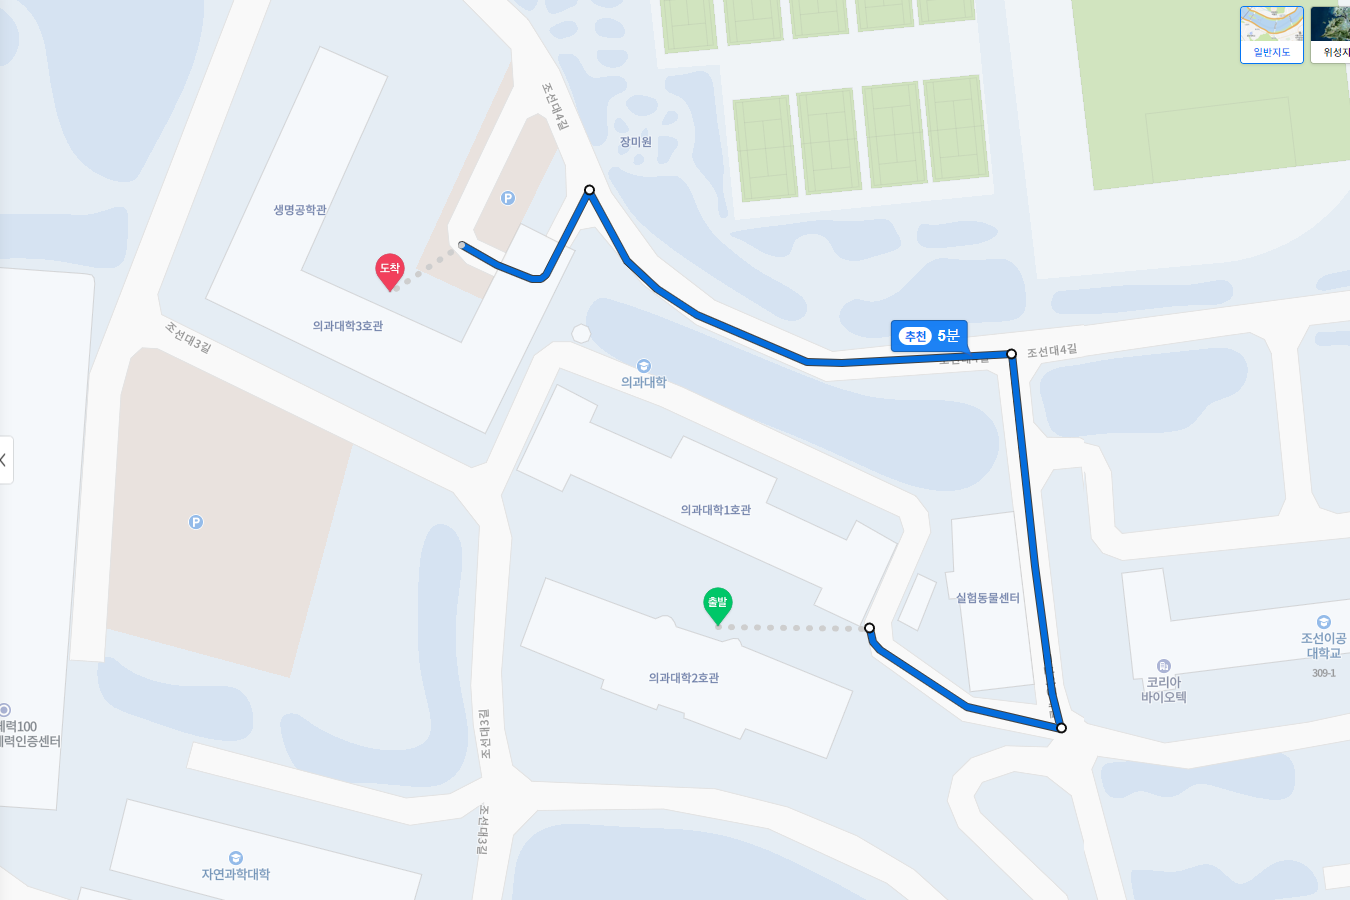 일반지도
위성지
조선대4길
장미원
P
생명공학관
도착
의과대학3호관
조선대3길
추천 5분
조선대4길
의과대학
의과대학1호관
P
출발
실험동물센터
의과대학2호관
조선이공
대학교
309-1
코리아
바이오텍
체력100
체력인증센터
조선대3길
조선대3길
자연과학대학